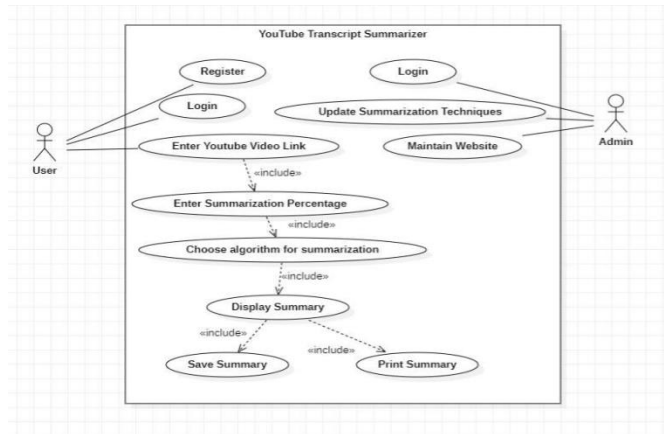 YouTube Transcript Summarizer
Register
Login
Login
Update Summarization Techniques
Enter Youtube Video Link
Maintain Website
User
Admin
«include»
Enter Summarization Percentage
«include»
Choose algorithm for summarization
«include»
Display Summary
«include»
«include»
Save Summary
Print Summary